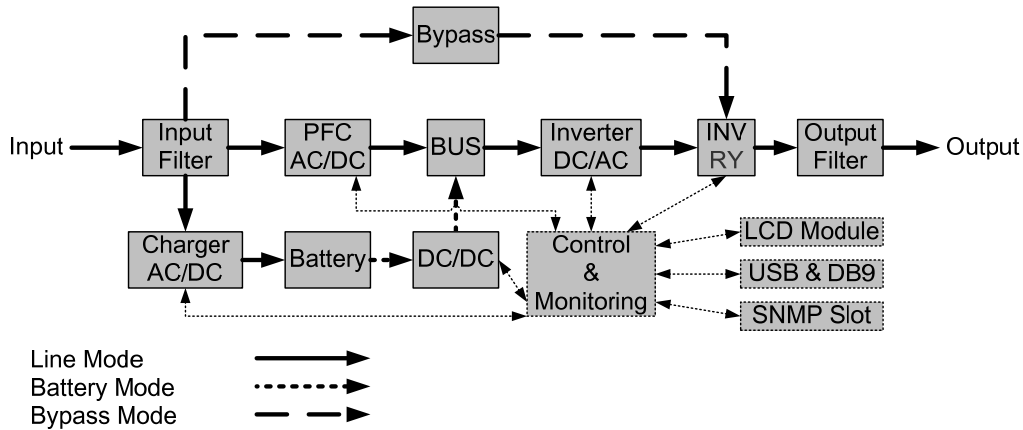 Bypass
Input
Input
Filter
PFC
AC/DC
BUS
Inverter
DC/AC
INV
RY
Output
Filter
Output
Charger
AC/DC
Battery
DC/DC
Control
&
Monitoring
LCD Module
USB & DB9
SNMP Slot
Line Mode
Battery Mode
Bypass Mode